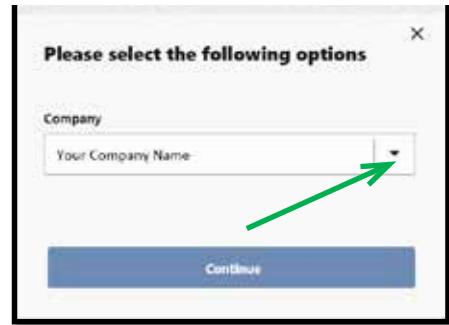 Please select the following options
Company
Your Company Name
Continue